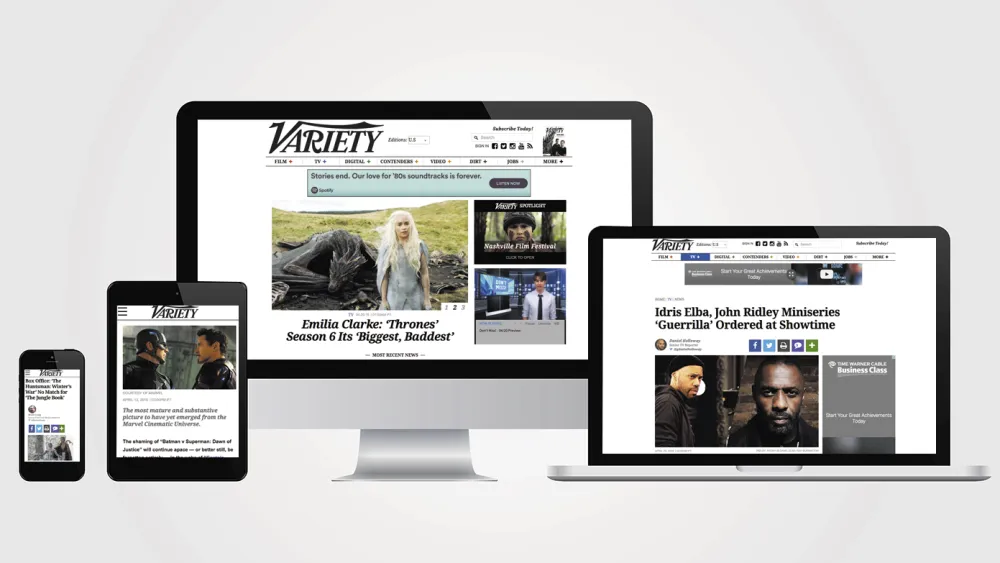 VARIETY
Box Office: 'The
Huntsman: Winter's
War' No Match for
'The Jungle Book'
VARIETY
COURTESY OF MARVEL
The most mature and substantive
picture to have yet emerged from the
Marvel Cinematic Universe.
The shaming of "Batman v Superman: Dawn of
Justice" will continue apace — or better still, be
VARIETY
Editions: U.S
Subscribe Today!
Search
SIGN IN
FILM + TV + DIGITAL + CONTENDERS + VIDEO + DIRT + JOBS + MORE +
Stories end. Our love for '80s soundtracks is forever.
Spotify
LISTEN NOW
VARIETY SPOTLIGHT
Nashville Film Festival
CLICK TO OPEN
1 2 3
Emilia Clarke: 'Thrones'
Season 6 Its 'Biggest, Baddest'
— MOST RECENT NEWS —
VARIETY
Editions: U.S
SIGN IN
Search
Subscribe Today!
FILM + TV + DIGITAL + CONTENDERS + VIDEO + DIRT + JOBS + MORE +
Start Your Great Achievements
Today
HOME | TV | NEWS
Idris Elba, John Ridley Miniseries
'Guerrilla' Ordered at Showtime
Daniel Holloway
TIME WARNER CABLE
Business Class
Start Your Great Achievements
Today